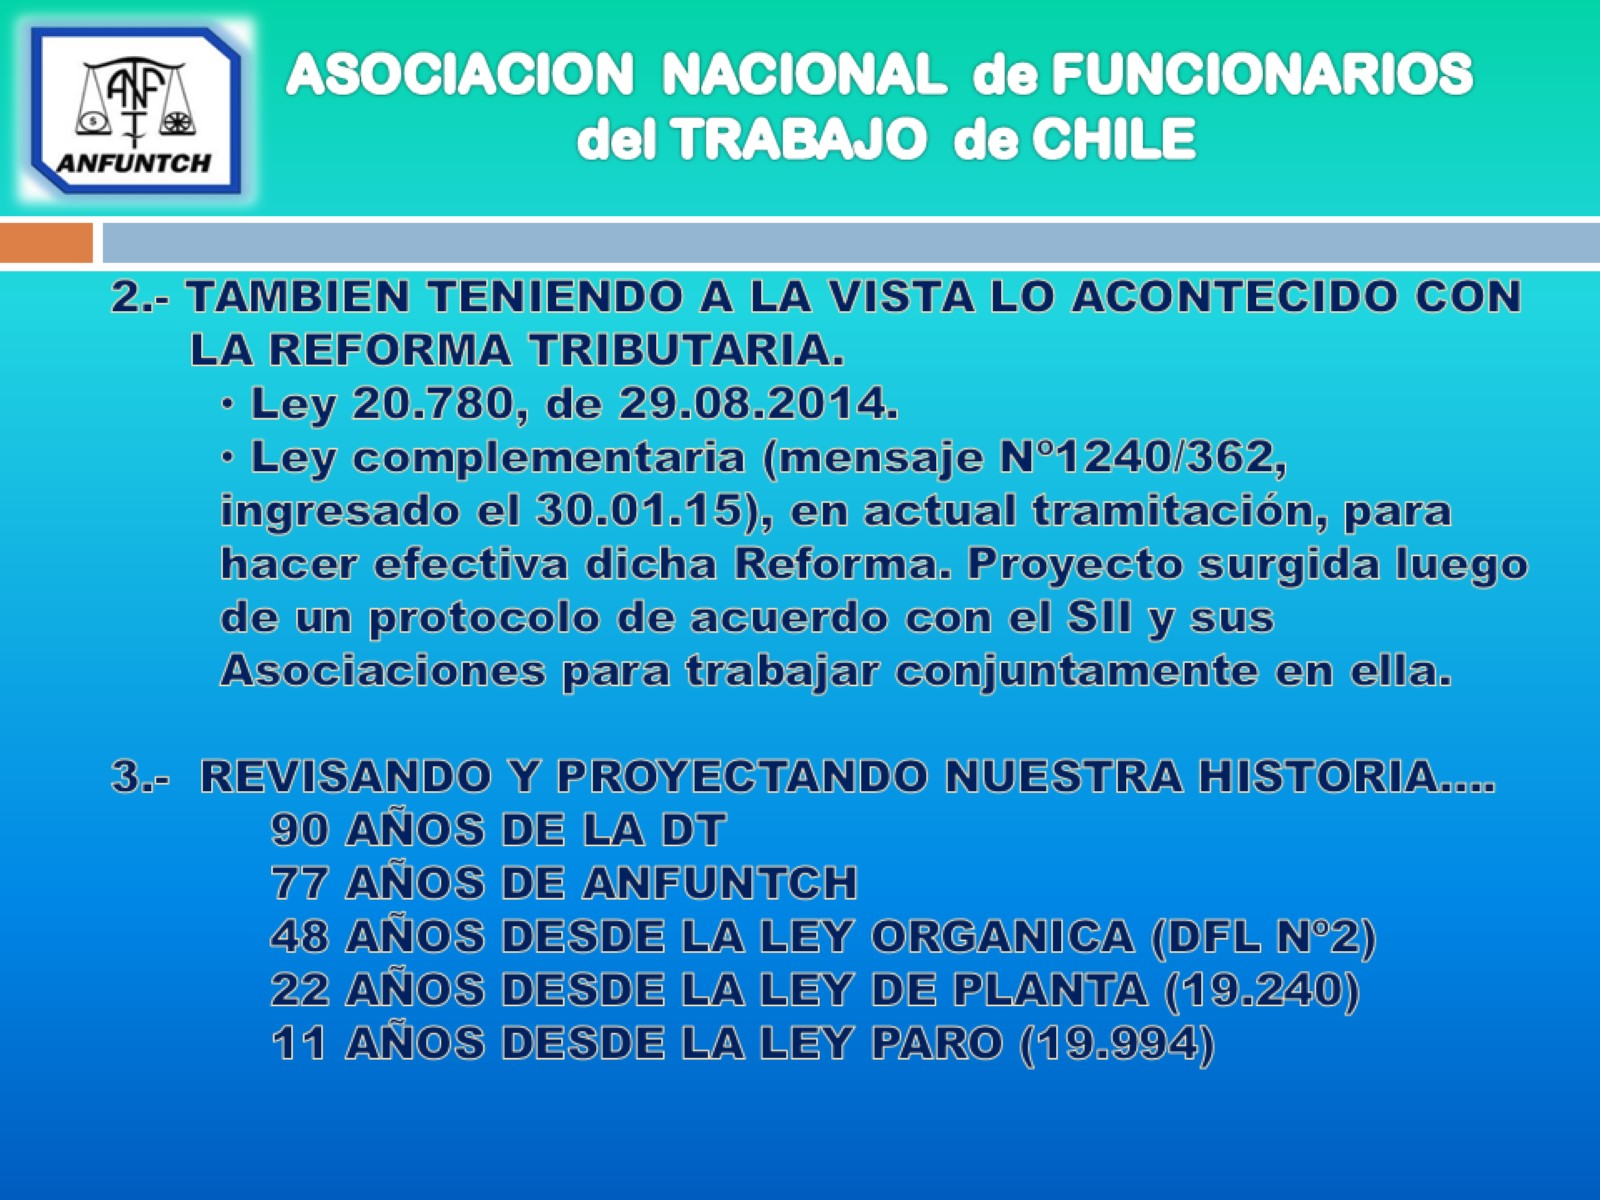 ASOCIACION NACIONAL de FUNCIONARIOS
del TRABAJO de CHILE
ANF
T
$
ANFUNTCH
2.- TAMBIEN TENIENDO A LA VISTA LO ACONTECIDO CON
LA REFORMA TRIBUTARIA.
• Ley 20.780, de 29.08.2014.
• Ley complementaria (mensaje Nº1240/362,
ingresado el 30.01.15), en actual tramitación, para
hacer efectiva dicha Reforma. Proyecto surgida luego
de un protocolo de acuerdo con el SII y sus
Asociaciones para trabajar conjuntamente en ella.
3.- REVISANDO Y PROYECTANDO NUESTRA HISTORIA....
90 AÑOS DE LA DT
77 AÑOS DE ANFUNTCH
48 AÑOS DESDE LA LEY ORGANICA (DFL Nº2)
22 AÑOS DESDE LA LEY DE PLANTA (19.240)
11 AÑOS DESDE LA LEY PARO (19.994)